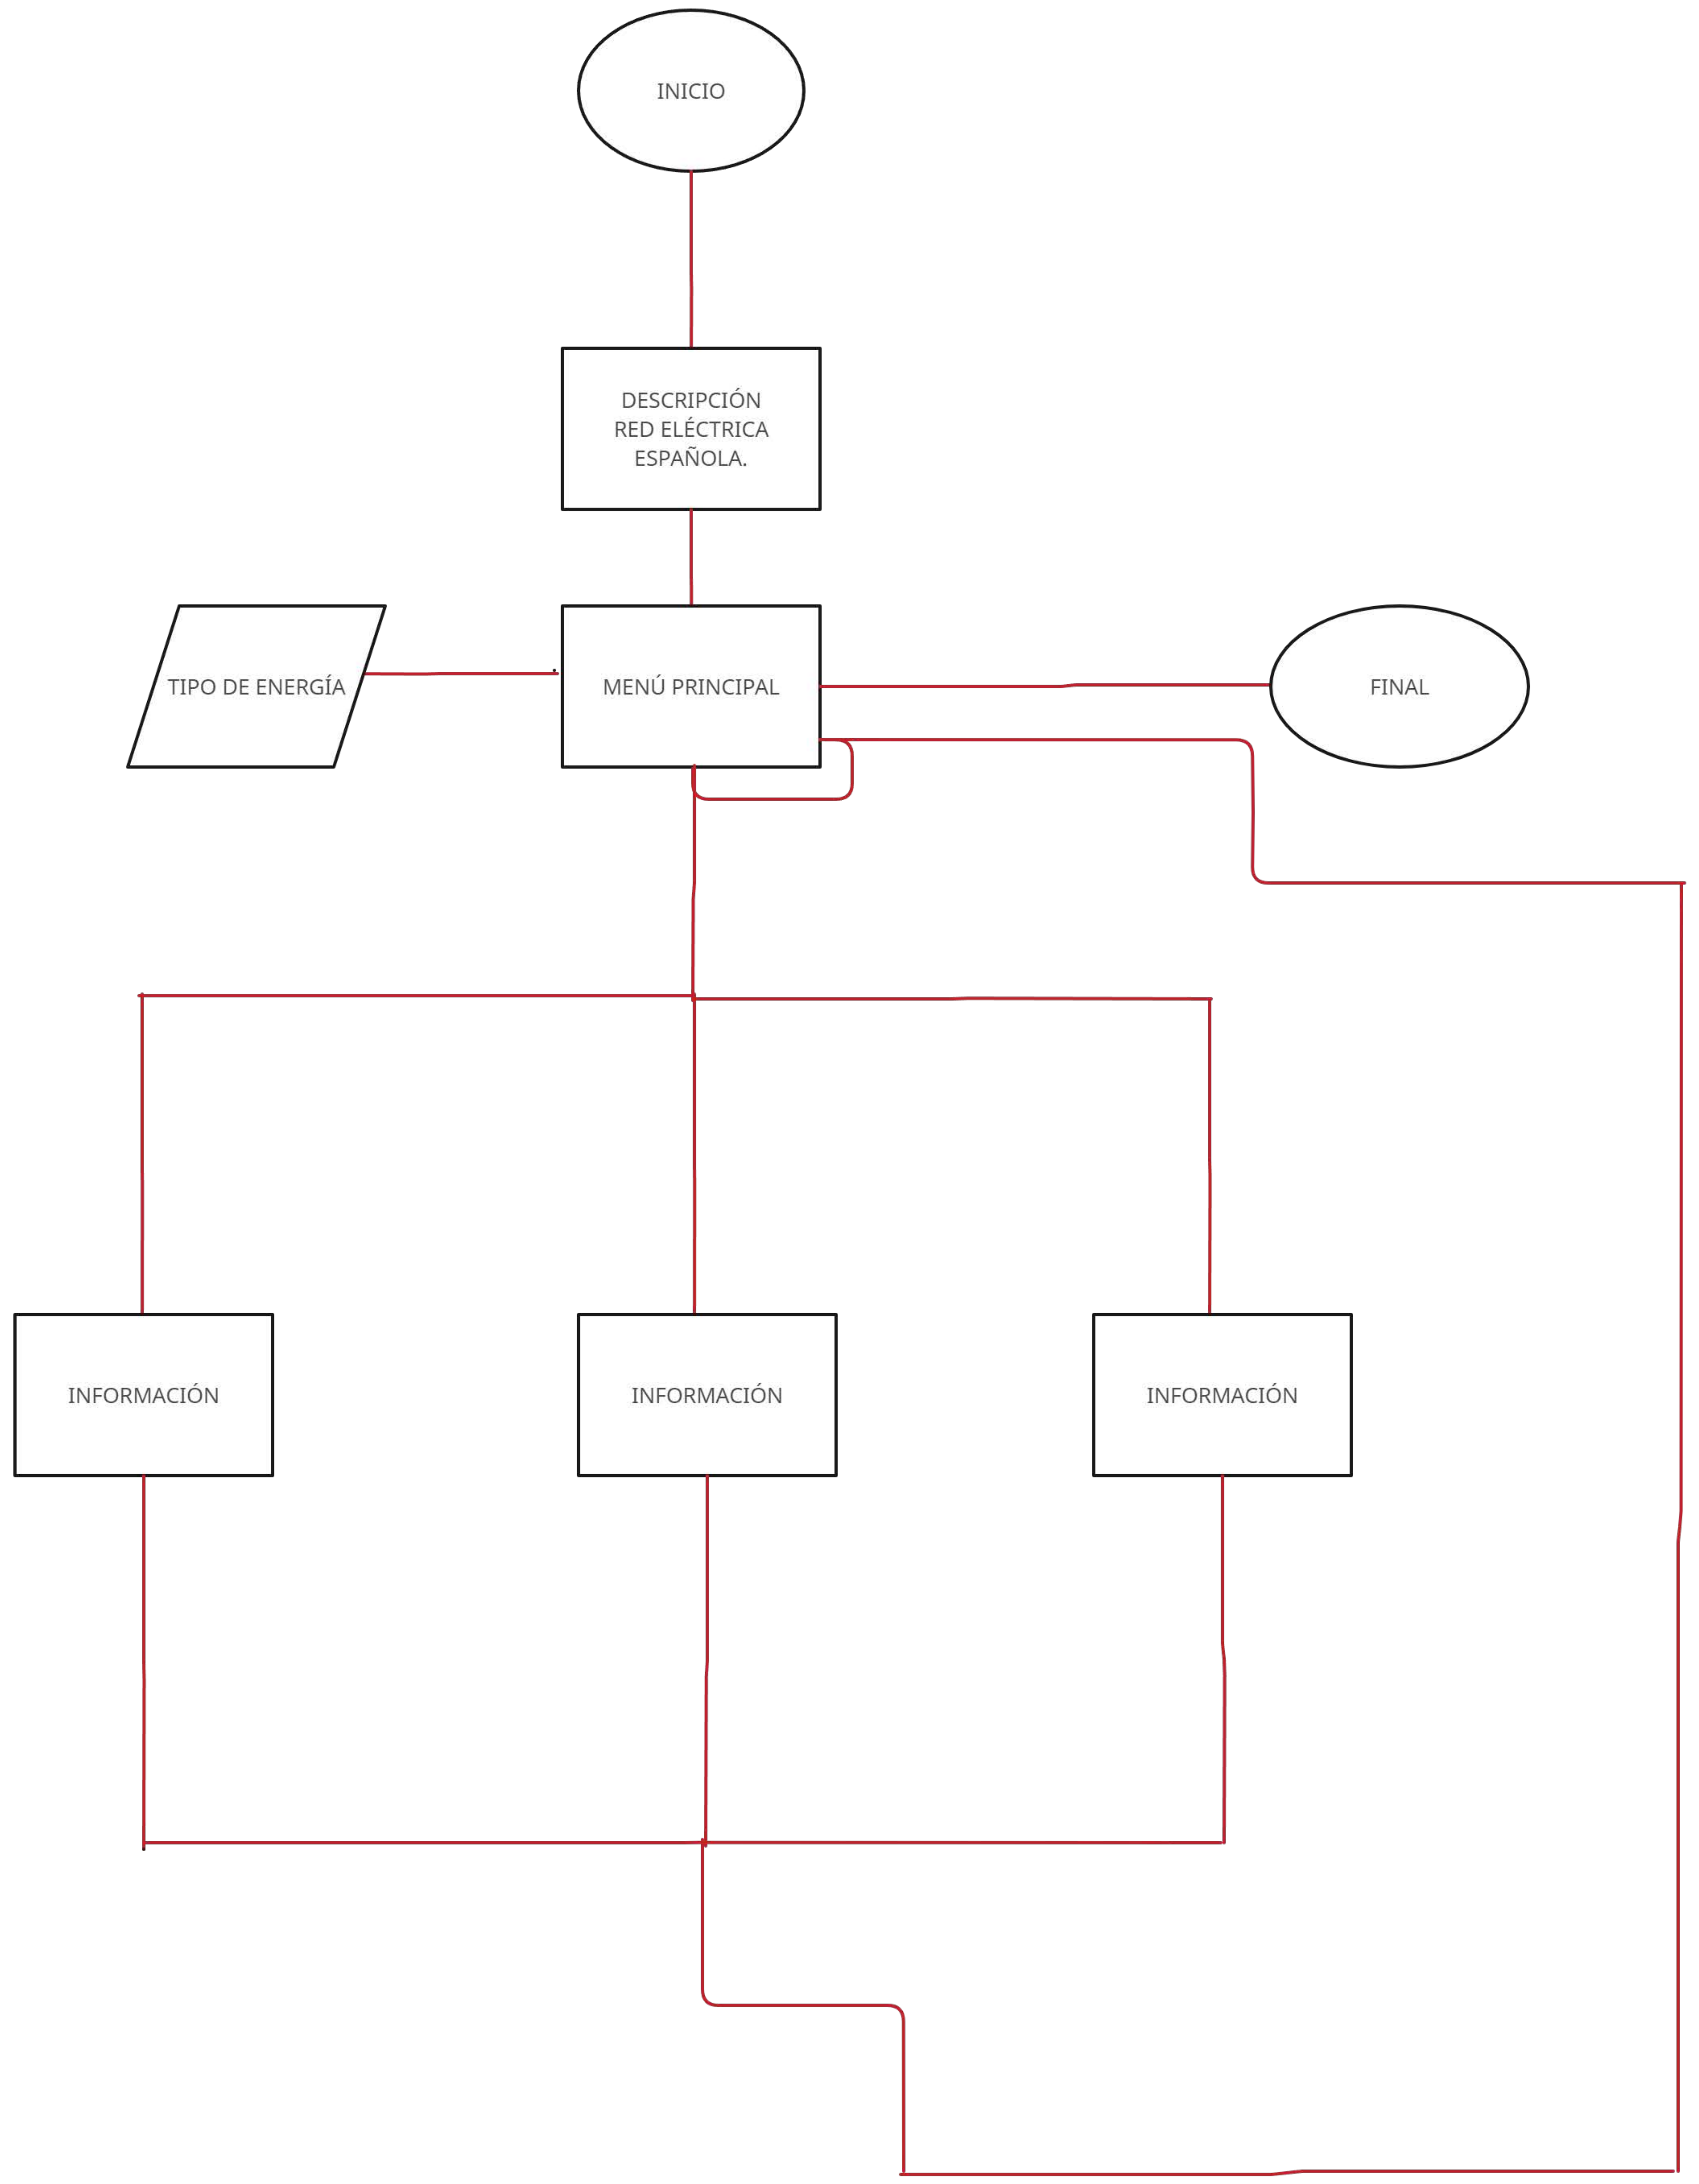 INICIO
DESCRIPCIÓN
RED ELÉCTRICA
ESPAÑOLA.
TIPO DE ENERGÍA
MENÚ PRINCIPAL
FINAL
INFORMACIÓN
INFORMACIÓN
INFORMACIÓN